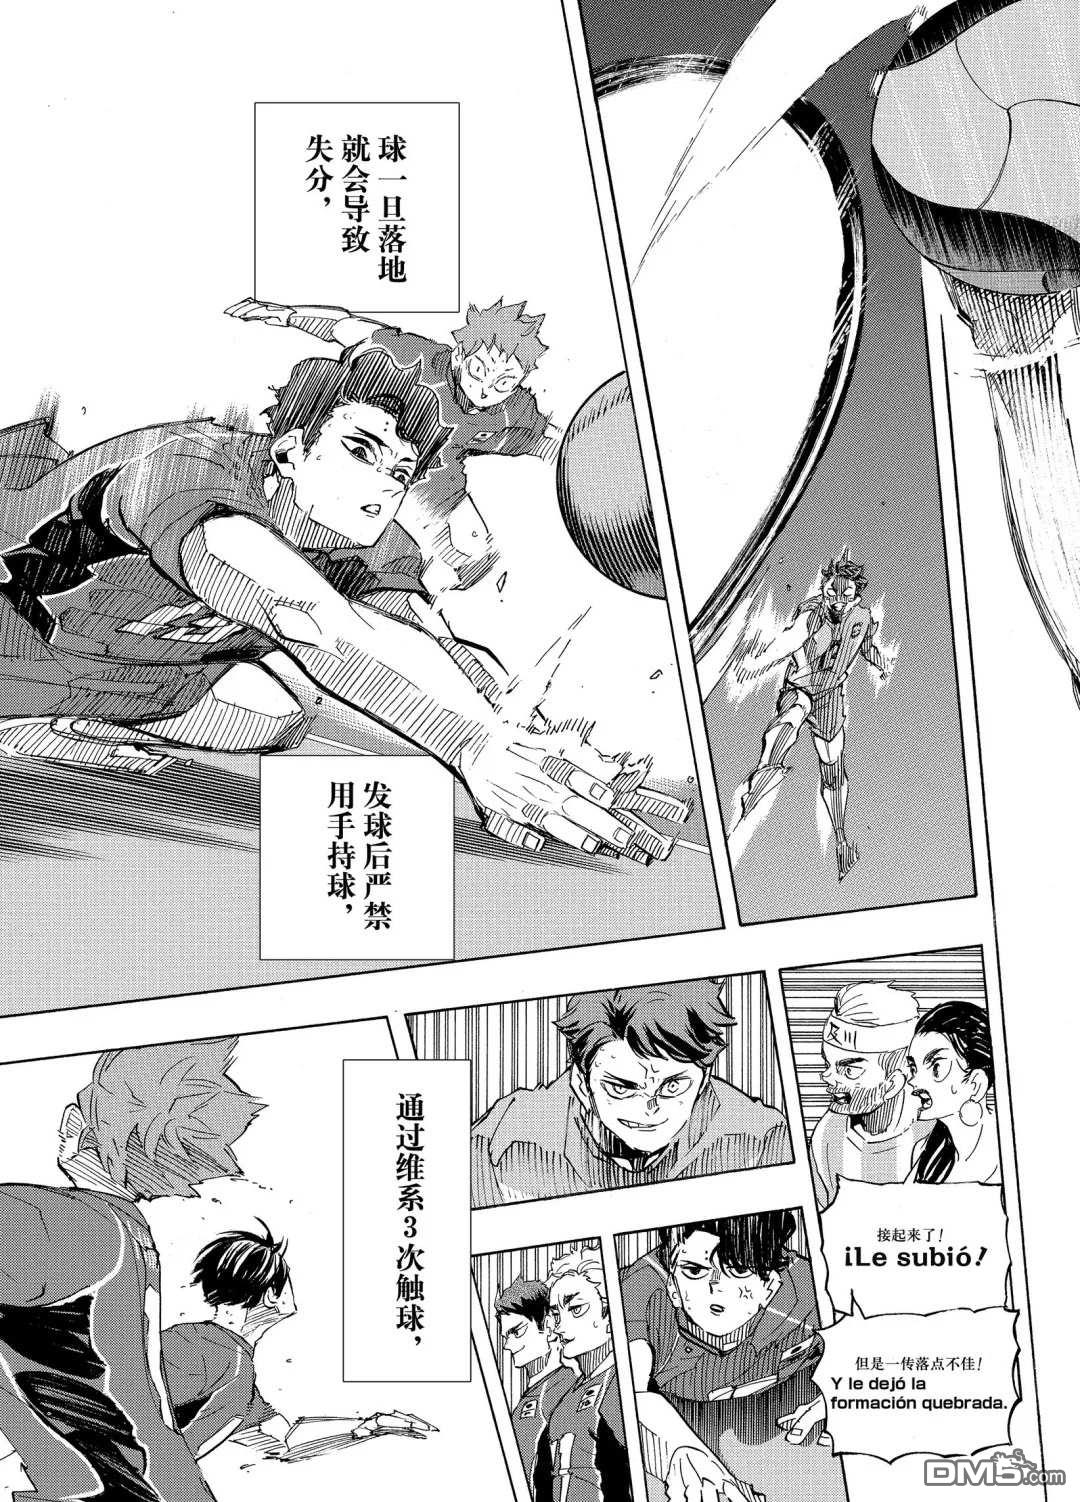 球一旦落地
就会导致
失分，
发球后严禁
用手持球，
接起来了！
¡Le subió!
但是一传落点不佳！
Y le dejó la
formación quebrada.
通过维系3次触球，
DM5.com